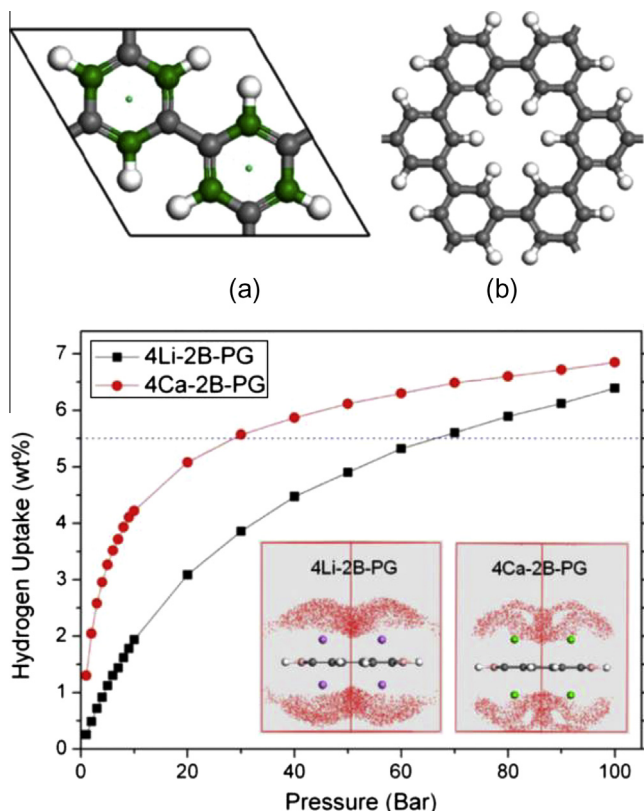 (a)
(b)
7
6
5
4
3
2
1
0
4Li-2B-PG
4Ca-2B-PG
4Li-2B-PG
4Ca-2B-PG
Hydrogen Uptake (wt%)
0
20
40
60
80
100
Pressure (Bar)